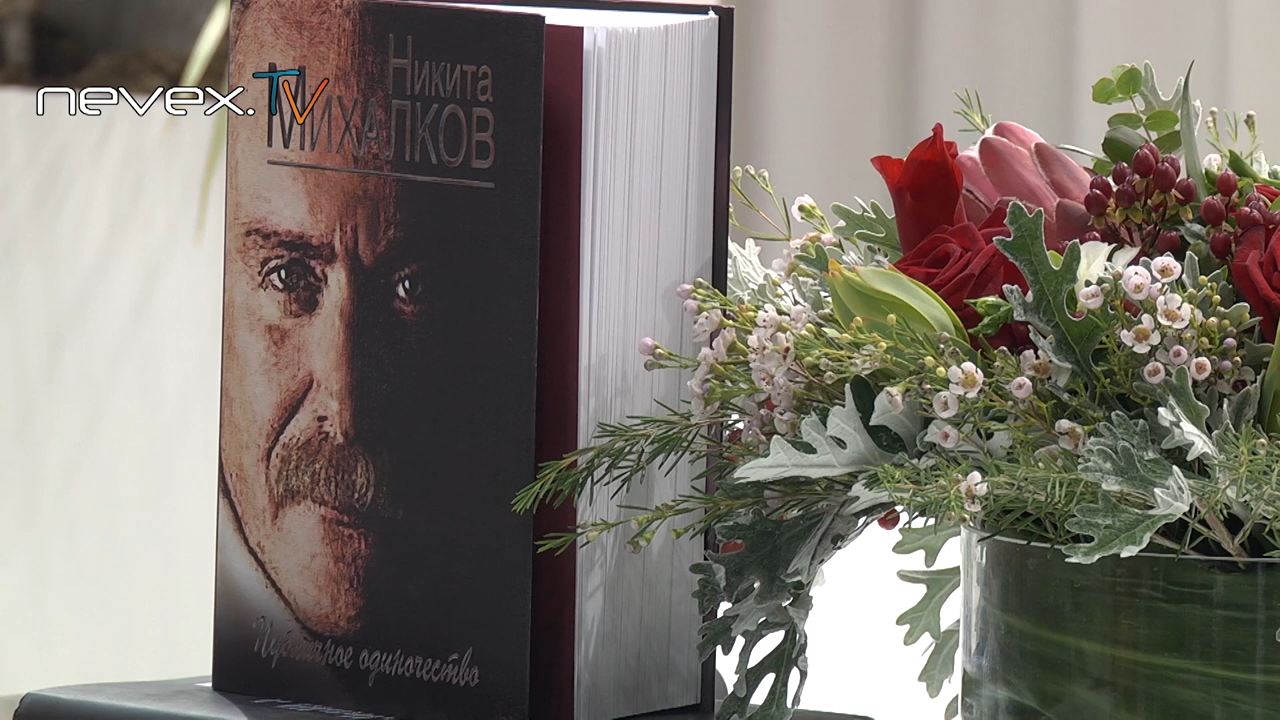 nevex.TV
Никита
Михалков
Публичное одиночество